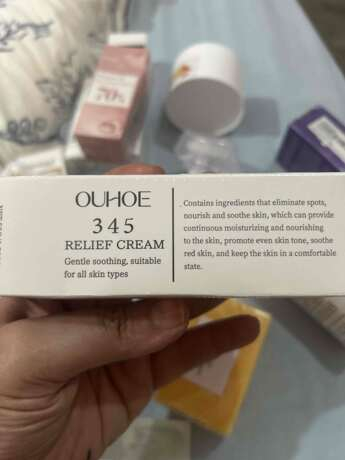 OUHOE
345
RELIEF CREAM
Gentle soothing, suitable
for all skin types
. Contains ingredients that eliminate spots,
nourish and soothe skin, which can provide
continuous moisturizing and nourishing
to the skin, promote even skin tone, soothe
red skin, and keep the skin in a comfortable
state.